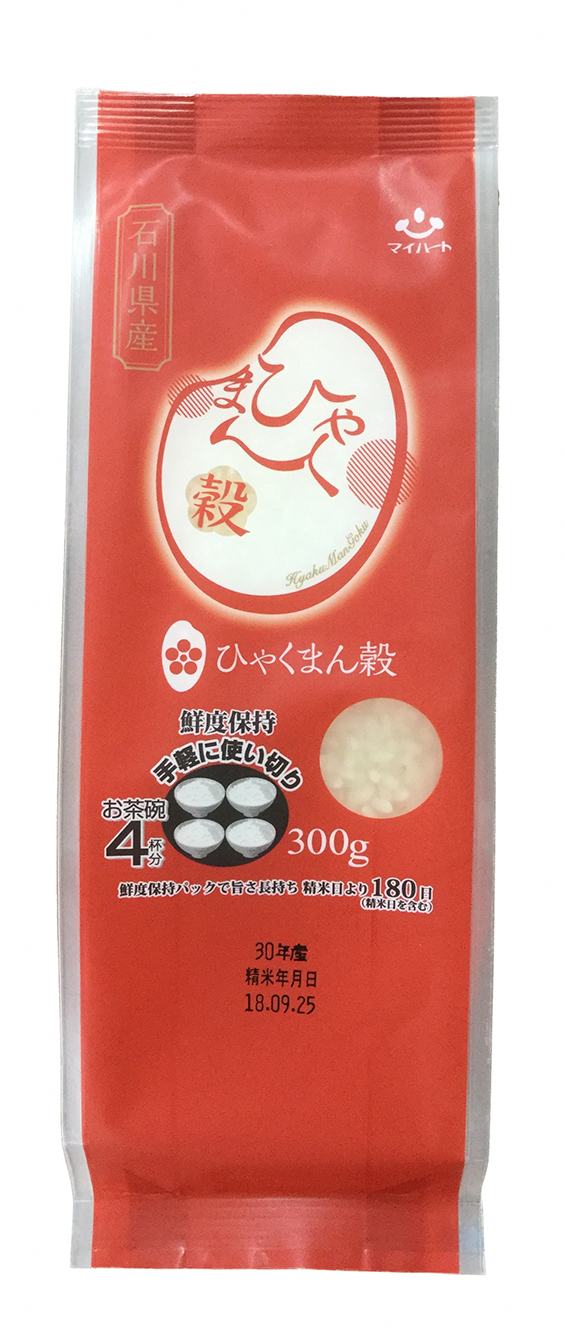 石川県産
マイハート
ひゃく
まん
穀
HyakuManGoku
ひゃくまん穀
鮮度保持
手軽に使い切り
お茶碗
4杯分
300g
鮮度保持パックで旨さ長持ち 精米日より180日
(精米日を含む)
30年産
精米年月日
18.09.25